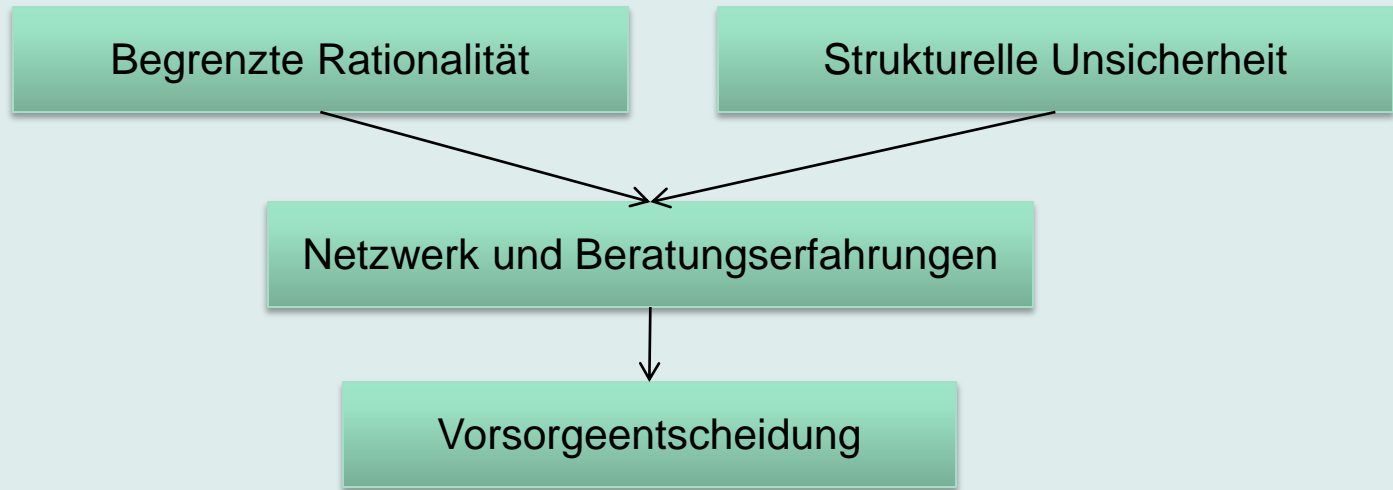 Begrenzte Rationalität
Strukturelle Unsicherheit
Netzwerk und Beratungserfahrungen
Vorsorgeentscheidung